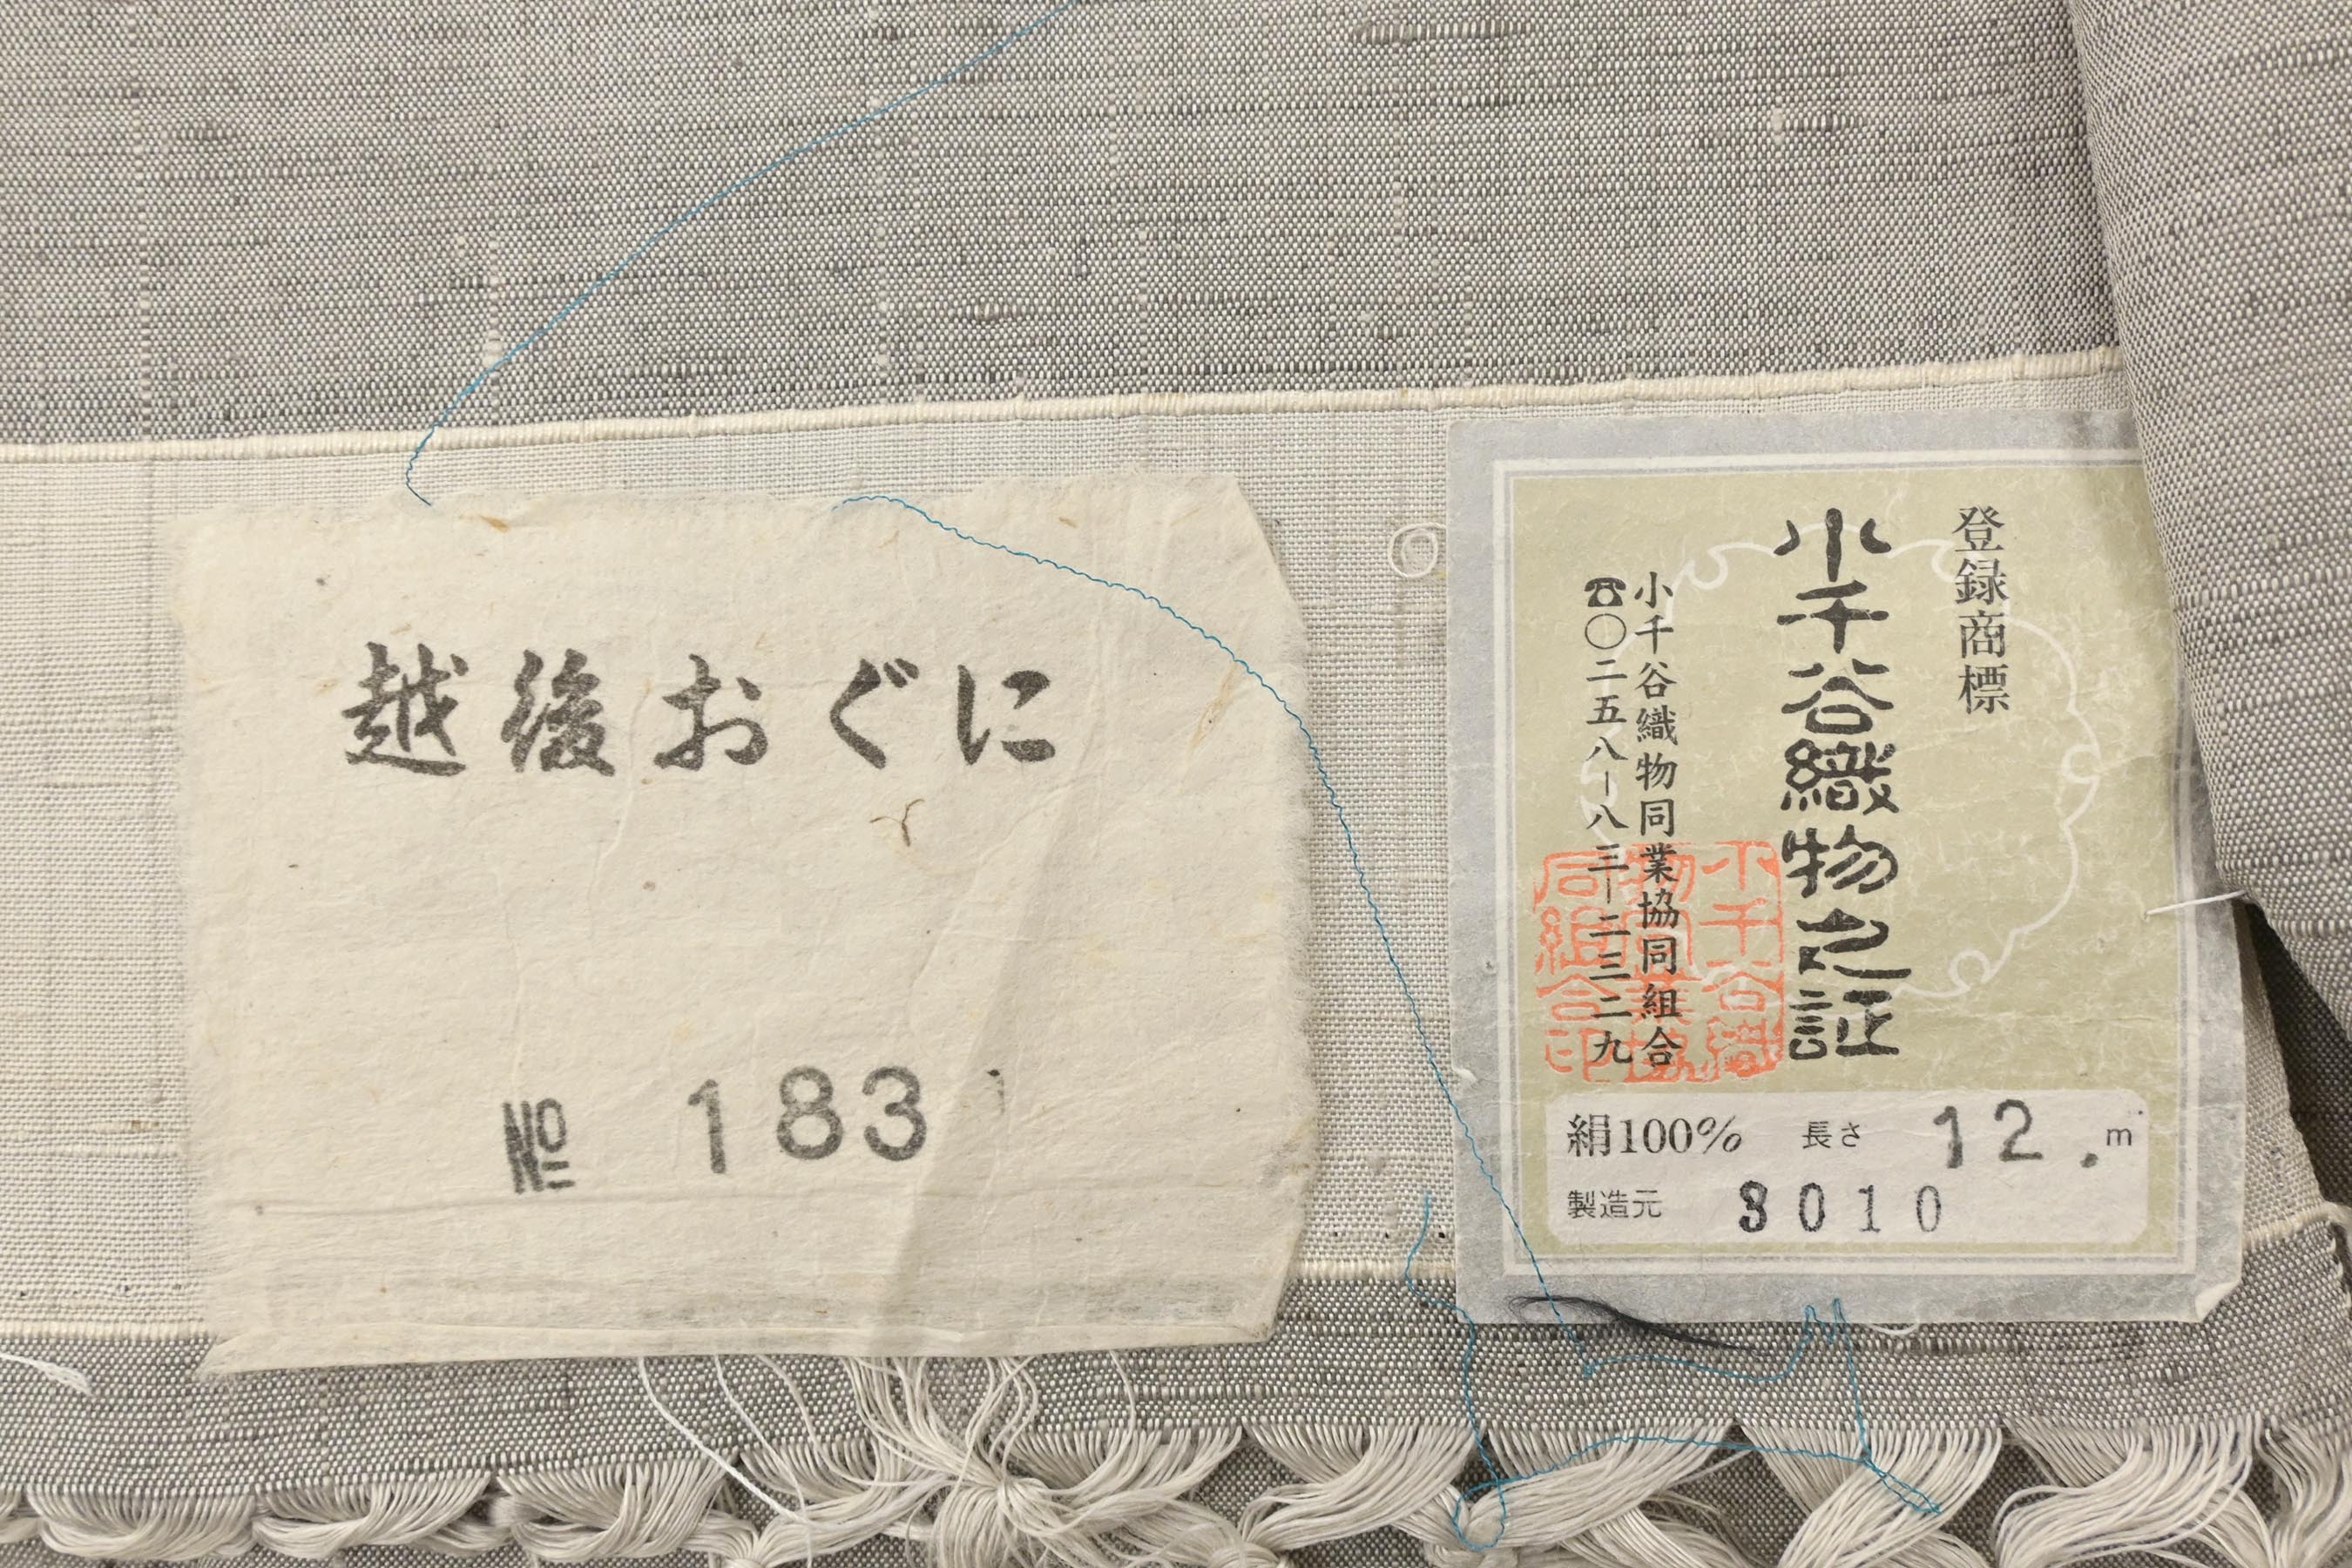 越後おぐに
№ 183
登録商標
小千谷織物之証
小千谷織物同業協同組合
☎〇二五八-八三-二三二九
絹100% 長さ 12. m
製造元 3010